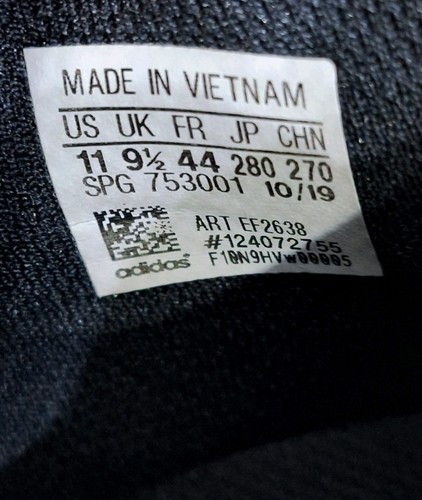 MADE IN VIETNAM
US UK FR JP CHN
11 9½ 44 280 270
SPG 753001 10/19
ART EF2638
#124072755
F10N9HVw00005
adidas